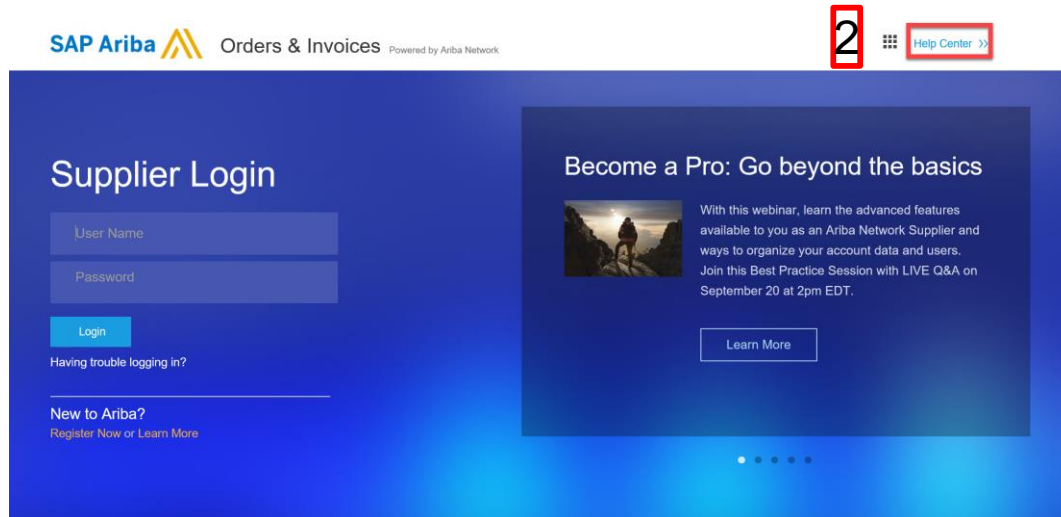 SAP Ariba Orders & Invoices Powered by Ariba Network 2 Help Center >>
Supplier Login
User Name
Password
Login
Having trouble logging in?
New to Ariba?
Register Now or Learn More
Become a Pro: Go beyond the basics
With this webinar, learn the advanced features
available to you as an Ariba Network Supplier and
ways to organize your account data and users.
Join this Best Practice Session with LIVE Q&A on
September 20 at 2pm EDT.
Learn More